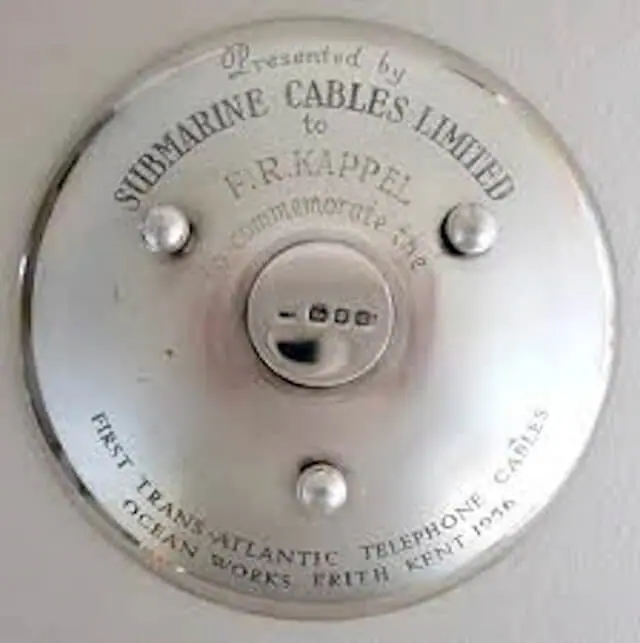 Presented by
SUBMARINE CABLES LIMITED
to
F.R.KAPPEL
to commemorate the
FIRST TRANS-ATLANTIC TELEPHONE CABLES
OCEAN WORKS ERITH KENT 1956